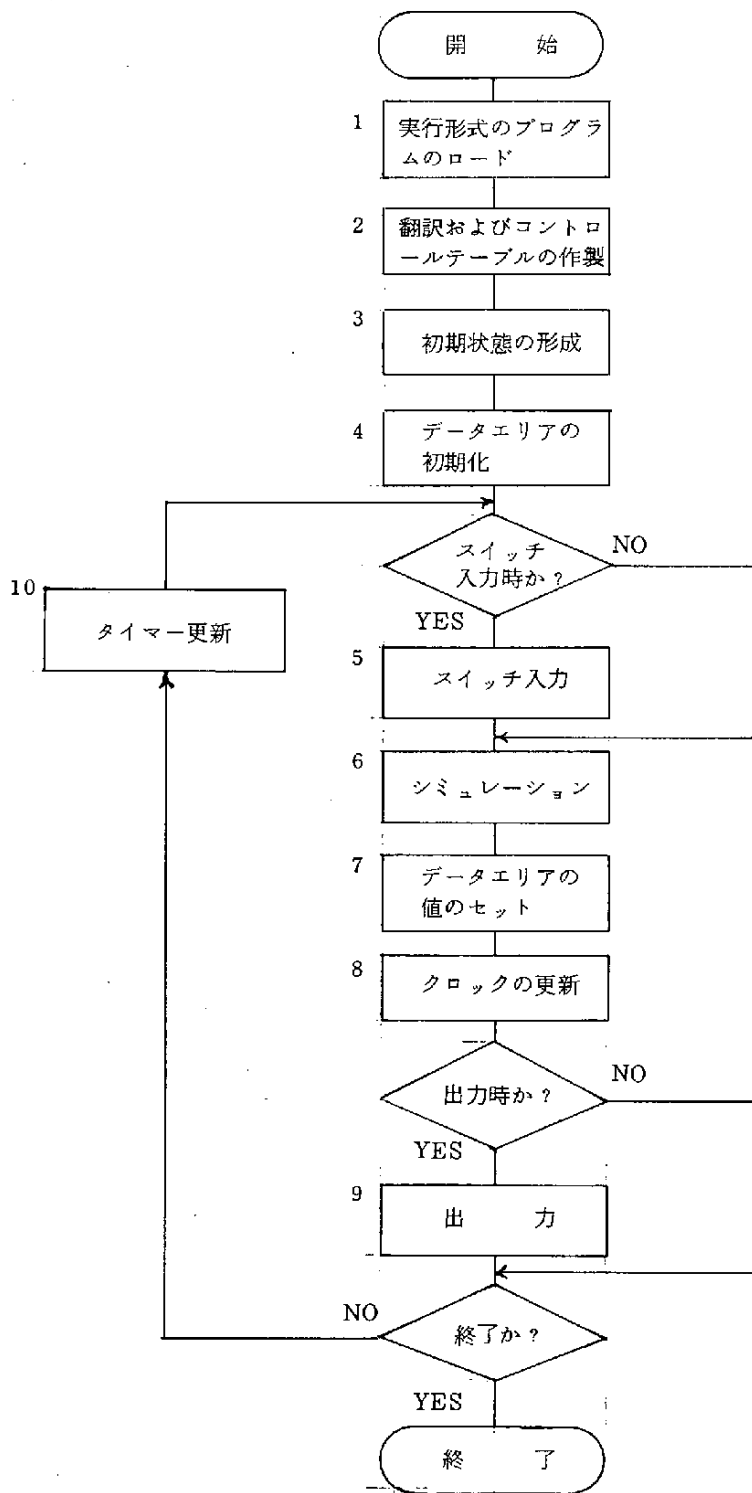 開 始
1
実行形式のプログラ
ムのロード
2
翻訳およびコントロ
ールテーブルの作製
3
初期状態の形成
4
データエリアの
初期化
スイッチ
入力時か?
NO
YES
10
タイマー更新
5
スイッチ入力
6
シミュレーション
7
データエリアの
値のセット
8
クロックの更新
出力時か?
NO
YES
9
出 力
NO
終了か?
YES
終 了